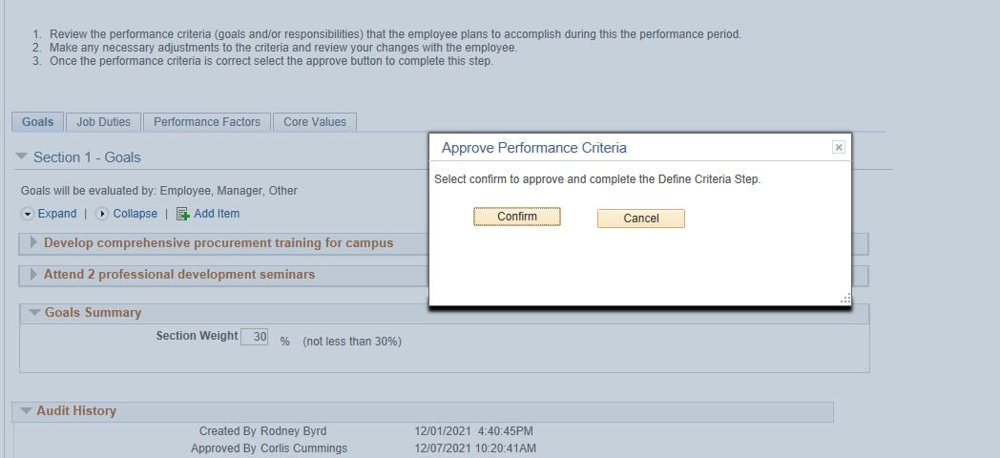 1. Review the performance criteria (goals and/or responsibilities) that the employee plans to accomplish during this the performance period.
2. Make any necessary adjustments to the criteria and review your changes with the employee.
3. Once the performance criteria is correct select the approve button to complete this step.
Goals Job Duties Performance Factors Core Values
Section 1 - Goals
Goals will be evaluated by: Employee, Manager, Other
Expand | Collapse | Add Item
Develop comprehensive procurement training for campus
Attend 2 professional development seminars
Goals Summary
Section Weight 30 % (not less than 30%)
Audit History
Created By Rodney Byrd 12/01/2021 4:40:45PM
Approved By Corlis Cummings 12/07/2021 10:20:41AM
Approve Performance Criteria
Select confirm to approve and complete the Define Criteria Step.
Confirm Cancel